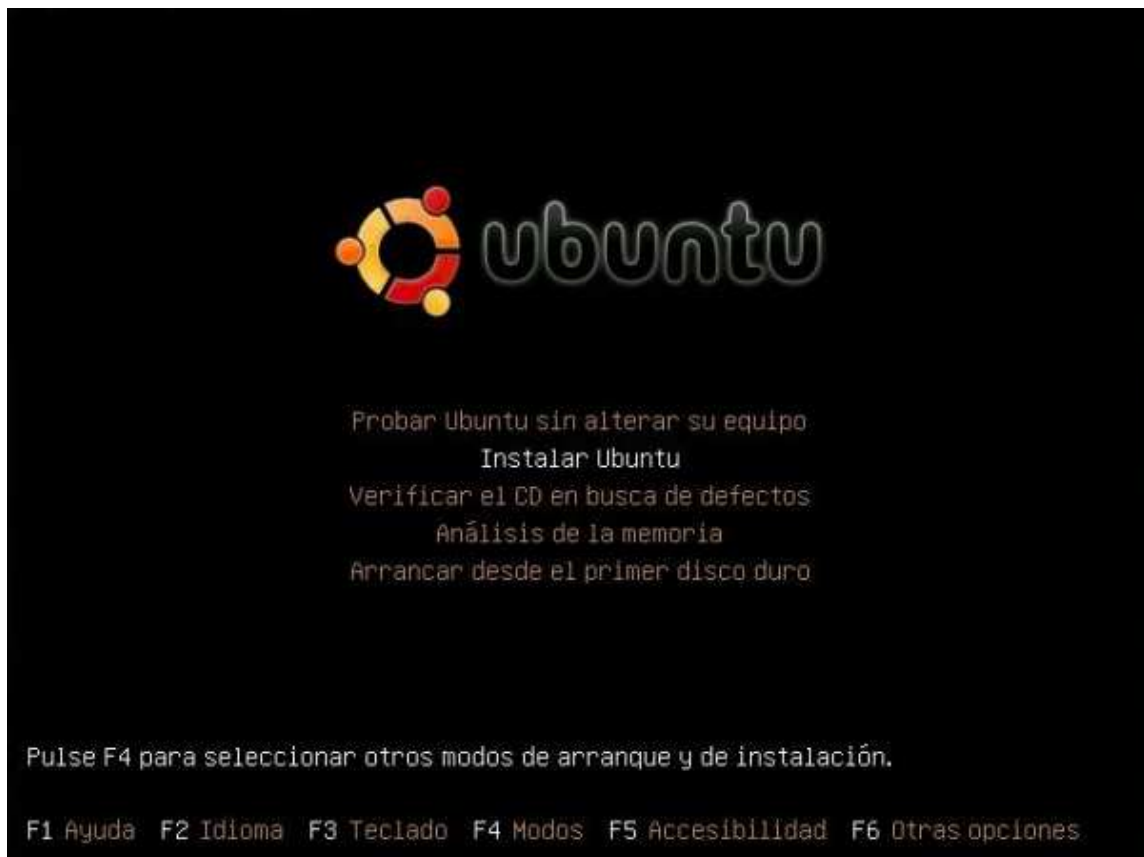 ubuntu
Probar Ubuntu sin alterar su equipo
Instalar Ubuntu
Verificar el CD en busca de defectos
Análisis de la memoria
Arrancar desde el primer disco duro
Pulse F4 para seleccionar otros modos de arranque y de instalación.
F1 Ayuda F2 Idioma F3 Teclado F4 Modos F5 Accesibilidad F6 Otras opciones